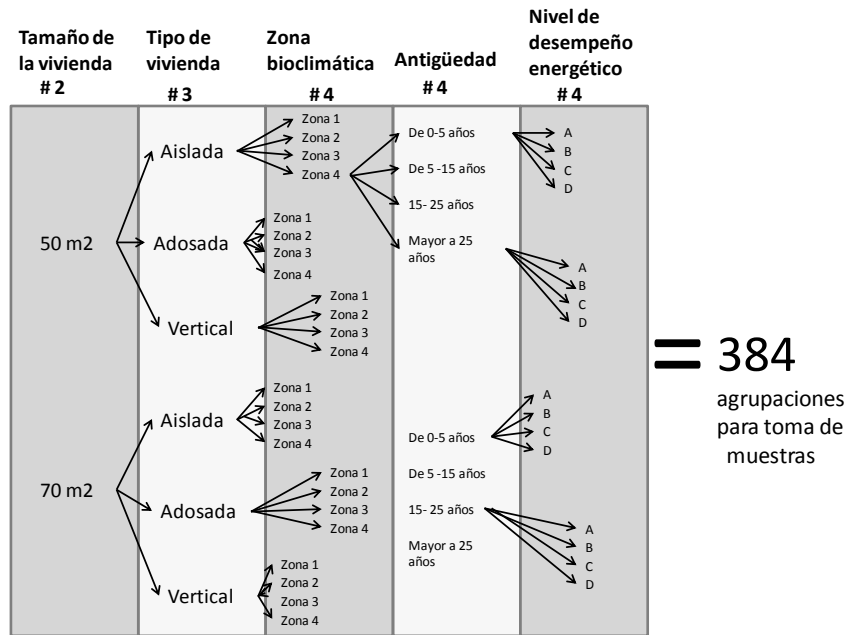 Tamaño de
la vivienda
# 2
Tipo de
vivienda
# 3
Zona
bioclimática
#4
Antigüedad
#4
Nivel de
desempeño
energético
#4
50 m2
Aislada
Zona 1
Zona 2
Zona 3
Zona 4
Adosada
Zona 1
Zona 2
Zona 3
Zona 4
Vertical
Zona 1
Zona 2
Zona 3
Zona 4
De 0-5 años
De 5 -15 años
15- 25 años
Mayor a 25
años
A
B
C
D
A
B
C
D
70 m2
Aislada
Zona 1
Zona 2
Zona 3
Zona 4
Adosada
Zona 1
Zona 2
Zona 3
Zona 4
Vertical
Zona 1
Zona 2
Zona 3
Zona 4
De 0-5 años
De 5 -15 años
15- 25 años
Mayor a 25
años
A
B
C
D
A
B
C
D
= 384
agrupaciones
para toma de
muestras